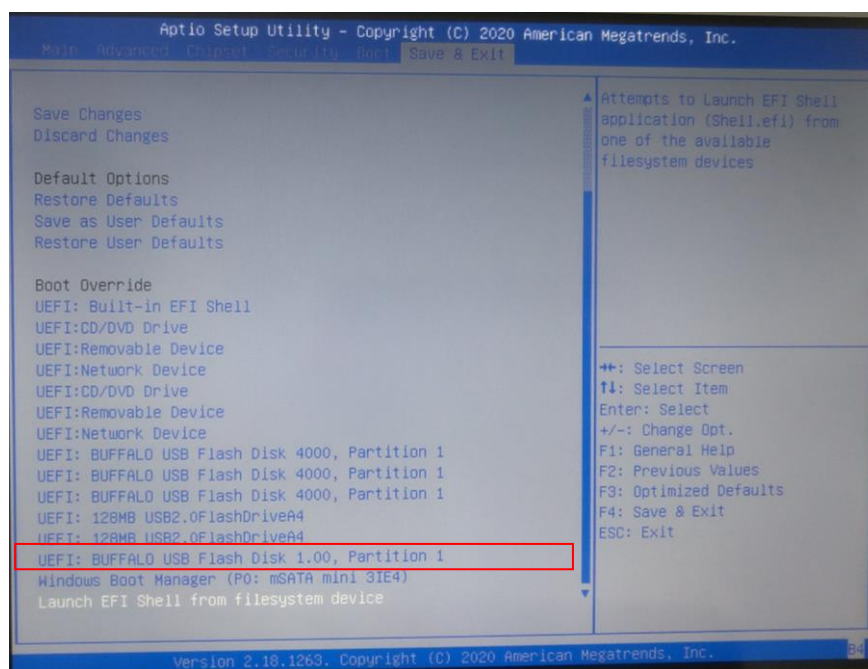 Aptio Setup Utility – Copyright (C) 2020 American Megatrends, Inc.
Main Advanced Chipset Security Boot Save & Exit
Save Changes
Discard Changes
Default Options
Restore Defaults
Save as User Defaults
Restore User Defaults
Boot Override
UEFI: Built-in EFI Shell
UEFI:CD/DVD Drive
UEFI:Removable Device
UEFI:Network Device
UEFI:CD/DVD Drive
UEFI:Removable Device
UEFI:Network Device
UEFI: BUFFALO USB Flash Disk 4000, Partition 1
UEFI: BUFFALO USB Flash Disk 4000, Partition 1
UEFI: BUFFALO USB Flash Disk 4000, Partition 1
UEFI: 128MB USB2.0FlashDriveA4
UEFI: 128MB USB2.0FlashDriveA4
UEFI: BUFFALO USB Flash Disk 1.00, Partition 1
Windows Boot Manager (P0: mSATA mini 3IE4)
Launch EFI Shell from filesystem device
Attempts to Launch EFI Shell
application (Shell.efi) from
one of the available
filesystem devices
→←: Select Screen
↑↓: Select Item
Enter: Select
+/-: Change Opt.
F1: General Help
F2: Previous Values
F3: Optimized Defaults
F4: Save & Exit
ESC: Exit
Version 2.18.1263. Copyright (C) 2020 American Megatrends, Inc.
B4